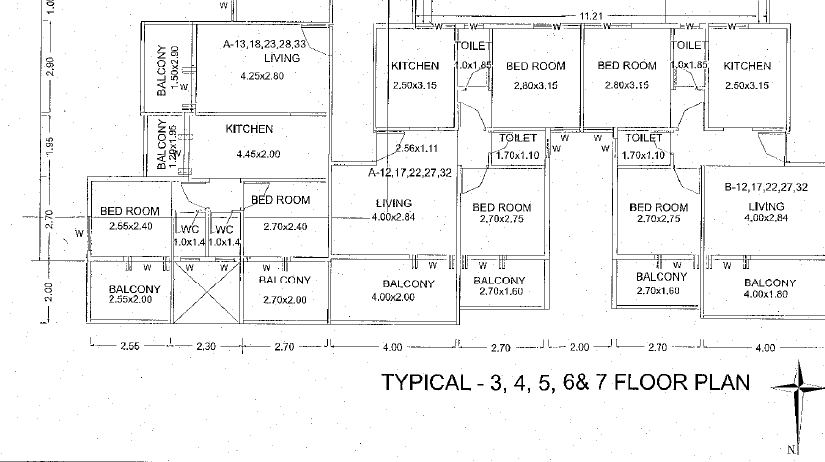 1.0
W
11.21
W
W
W
W
2.90
BALCONY
1.50x2.90
W
A-13,18,23,28,33
LIVING
4.25x2.80
KITCHEN
2.50x3.15
TOILET
1.0x1.85
BED ROOM
2.80x3.15
BED ROOM
2.80x3.15
TOILET
1.0x1.85
KITCHEN
2.50x3.15
1.95
BALCONY
1.20x1.95
W
KITCHEN
4.45x2.00
2.56x1.11
TOILET
1.70x1.10
W
W
W
W
TOILET
1.70x1.10
2.70
W
BED ROOM
2.55x2.40
WC
1.0x1.4
WC
1.0x1.4
BED ROOM
2.70x2.40
A-12,17,22,27,32
LIVING
4.00x2.84
BED ROOM
2.70x2.75
BED ROOM
2.70x2.75
B-12,17,22,27,32
LIVING
4.00x2.84
W
W
W
W
W
W
W
W
2.00
BALCONY
2.55x2.00
BALCONY
2.70x2.00
BALCONY
4.00x2.00
BALCONY
2.70x1.60
BALCONY
2.70x1.60
BALCONY
4.00x1.80
2.55
2.30
2.70
4.00
2.70
2.00
2.70
4.00
TYPICAL - 3, 4, 5, 6& 7 FLOOR PLAN
N